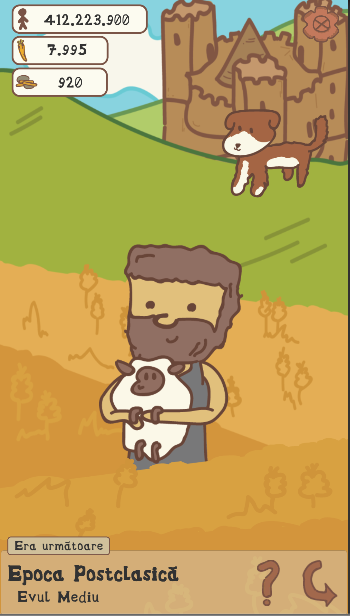 412.223.900
7.995
920
Era următoare
Epoca Postclasică
Evul Mediu
?